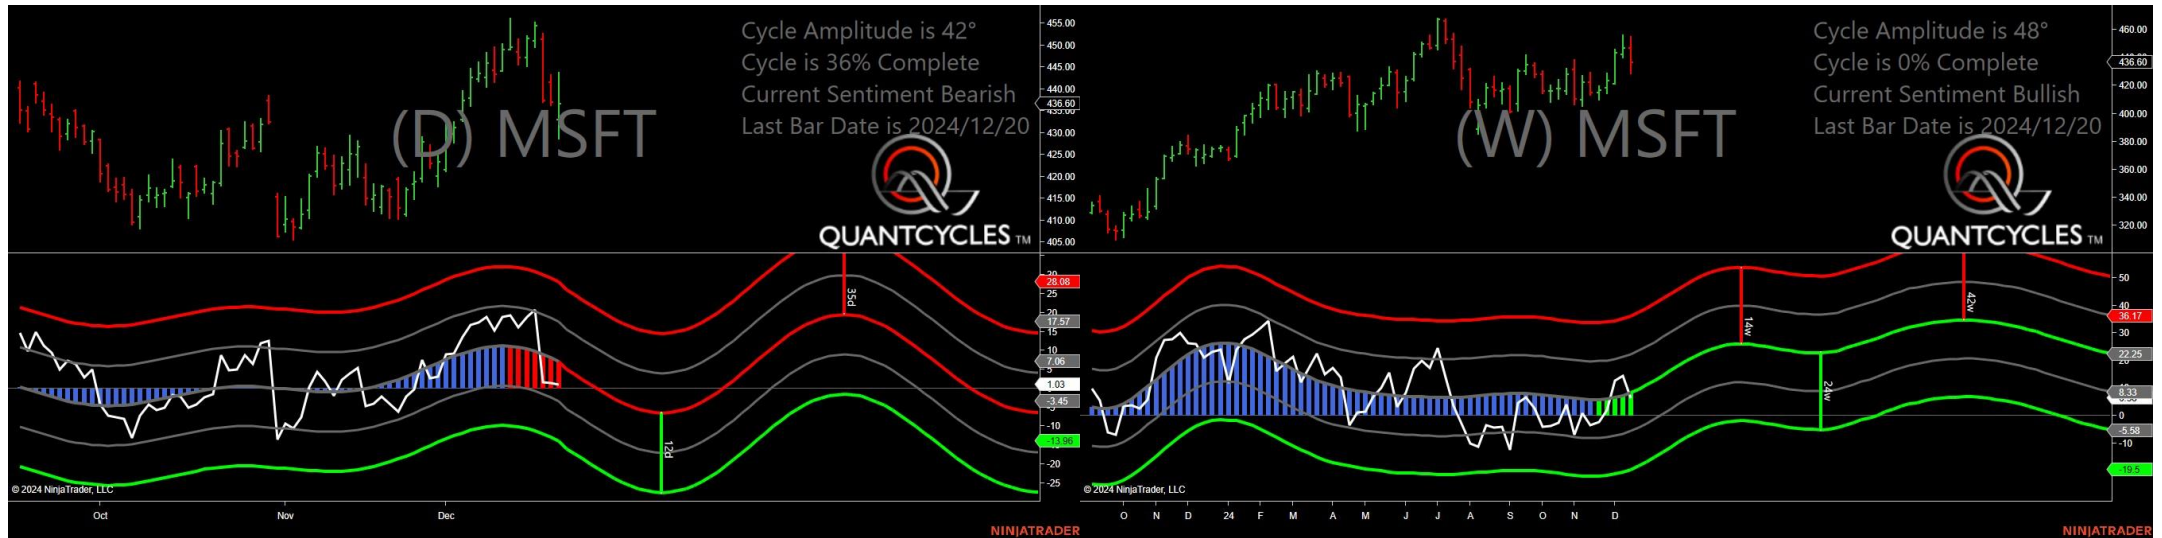 Cycle Amplitude is 42°
Cycle is 36% Complete
Current Sentiment Bearish
Last Bar Date is 2024/12/20
(D) MSFT
QUANTCYCLES TM
455.00
450.00
445.00
440.00
436.60
430.00
425.00
420.00
415.00
410.00
405.00
28.08
25
20
17.57
15
10
7.06
1.03
-3.45
-10
-13.96
-20
-25
35d
12d
© 2024 NinjaTrader, LLC
Oct Nov Dec
NINJATRADER
Cycle Amplitude is 48°
Cycle is 0% Complete
Current Sentiment Bullish
Last Bar Date is 2024/12/20
(W) MSFT
QUANTCYCLES TM
460.00
436.60
420.00
400.00
380.00
360.00
340.00
320.00
50
40
36.17
30
22.25
8.33
0
-5.58
-10
-19.5
14w
42w
24w
© 2024 NinjaTrader, LLC
O N D 24 F M A M J J A S O N D
NINJATRADER